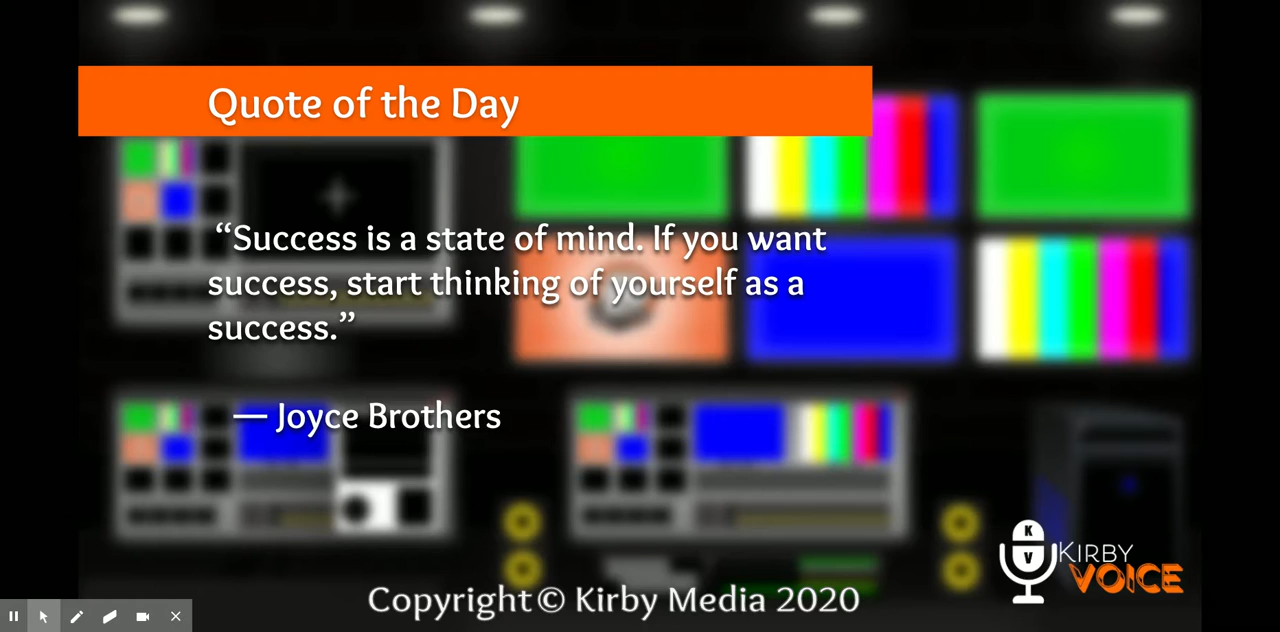 Quote of the Day
“Success is a state of mind. If you want
success, start thinking of yourself as a
success.”
— Joyce Brothers
K
V
KIRBY
VOICE
Copyright© Kirby Media 2020